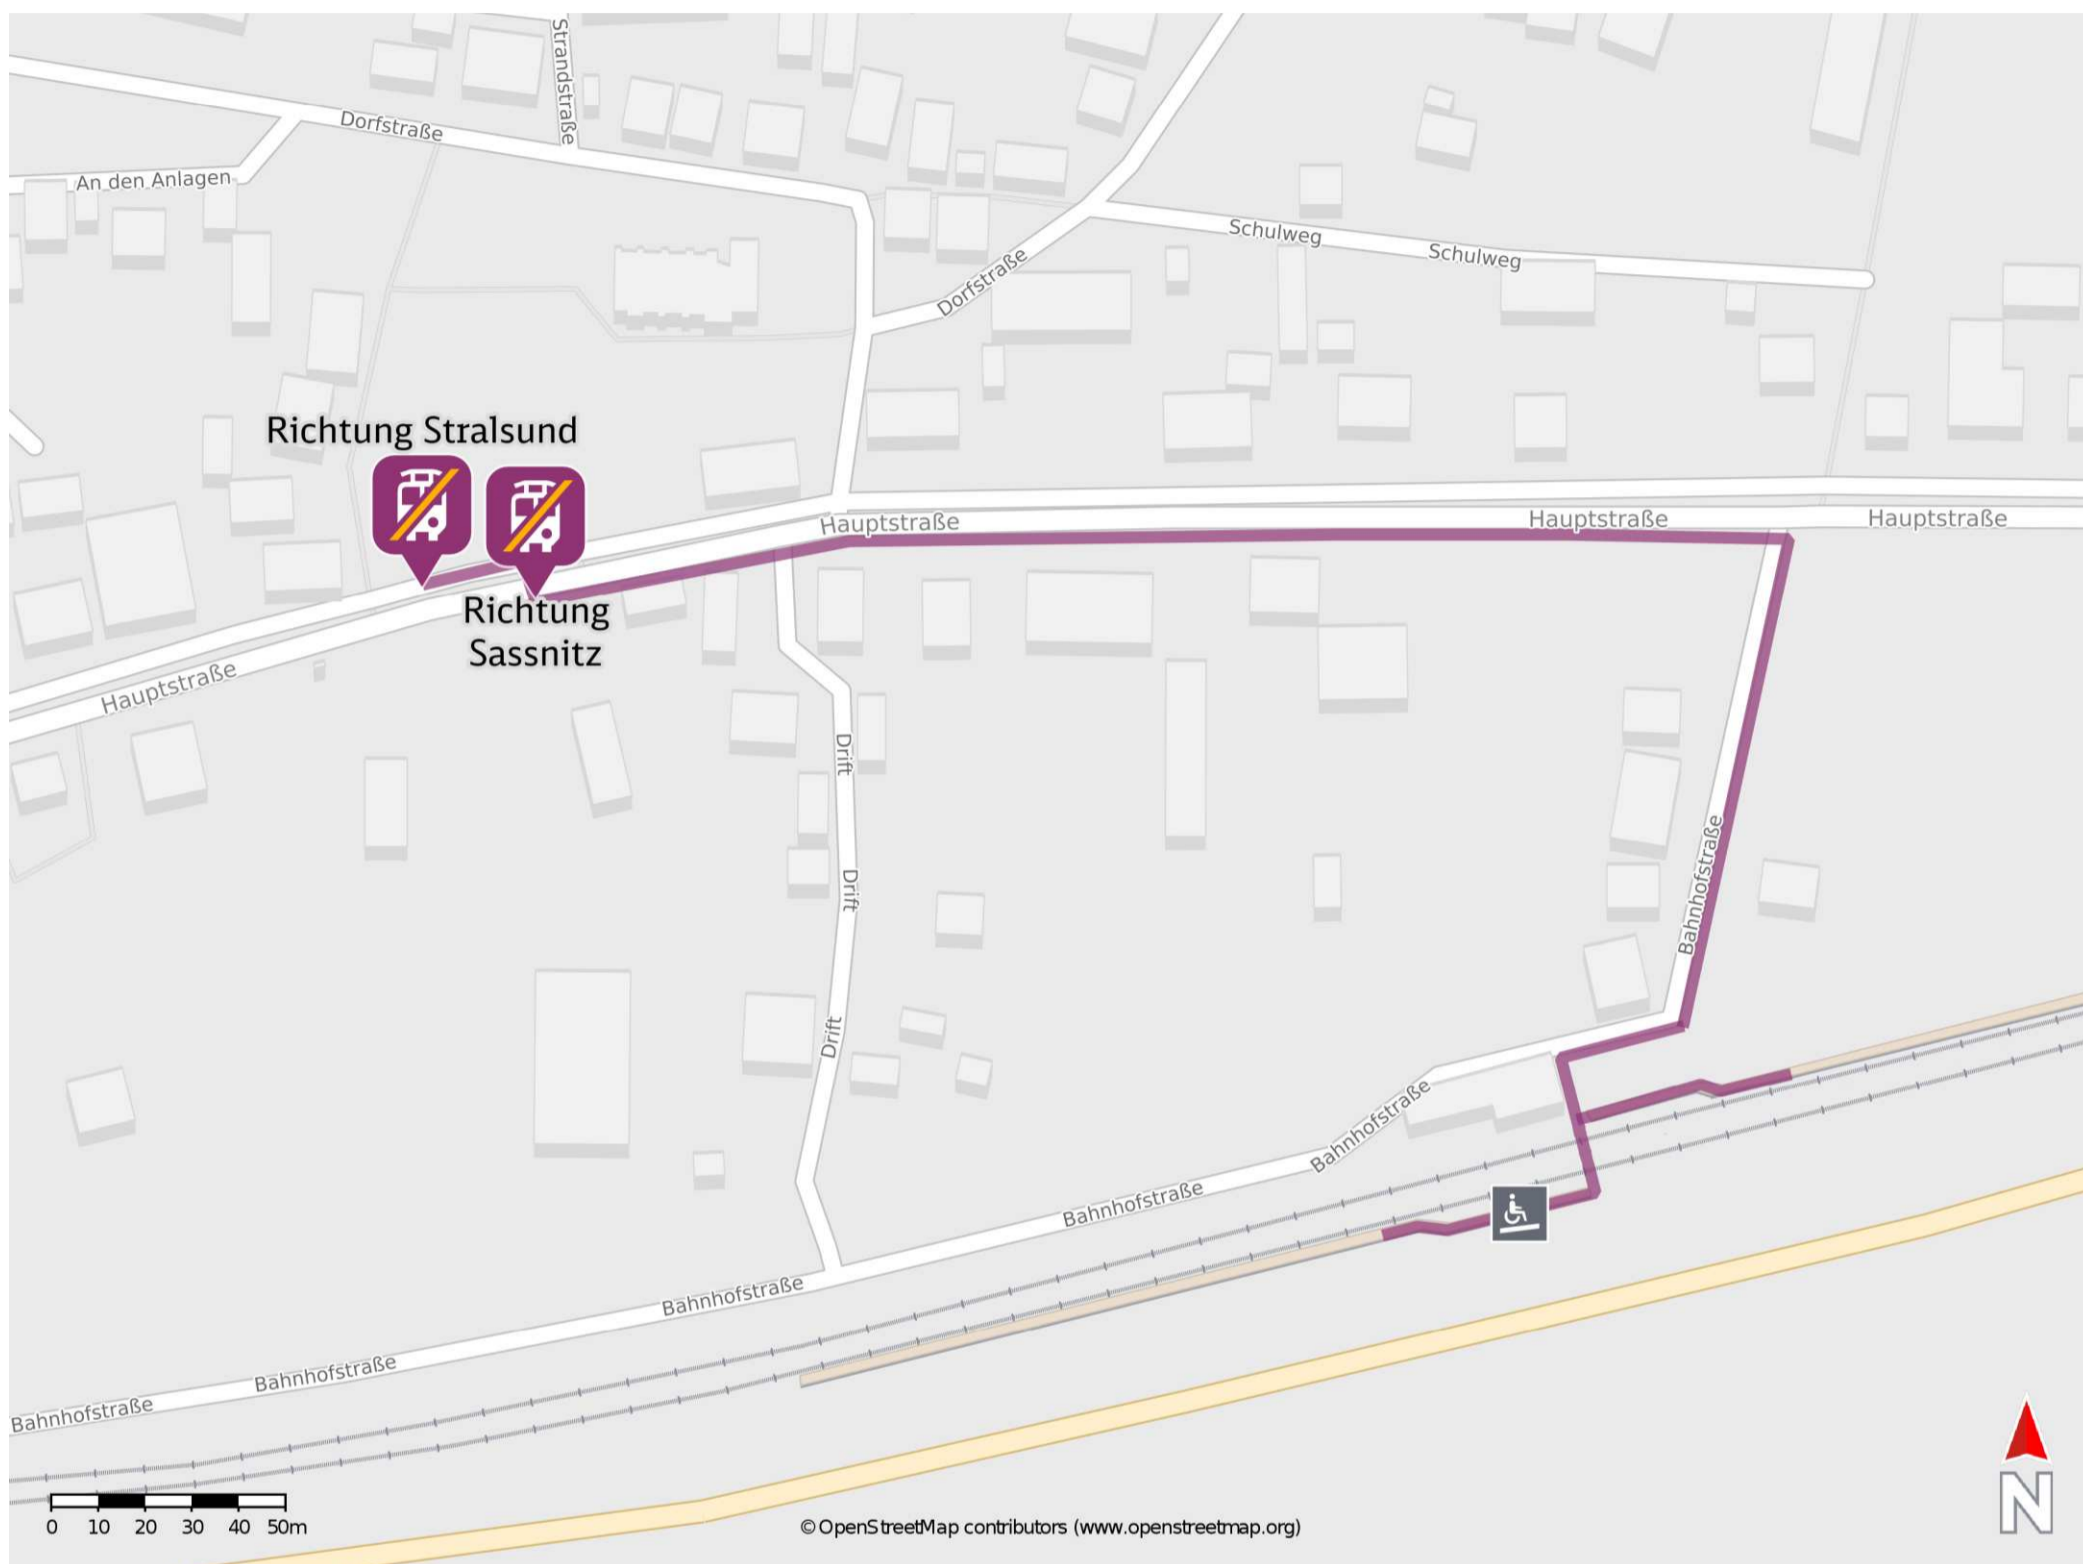 Strandstraße
Dorfstraße
An den Anlagen
Schulweg
Schulweg
Dorfstraße
Richtung Stralsund
Hauptstraße
Hauptstraße
Hauptstraße
Richtung
Sassnitz
Hauptstraße
Drift
Drift
Bahnhofstraße
Drift
Bahnhofstraße
Bahnhofstraße
Bahnhofstraße
Bahnhofstraße
Bahnhofstraße
N
0 10 20 30 40 50m
© OpenStreetMap contributors (www.openstreetmap.org)